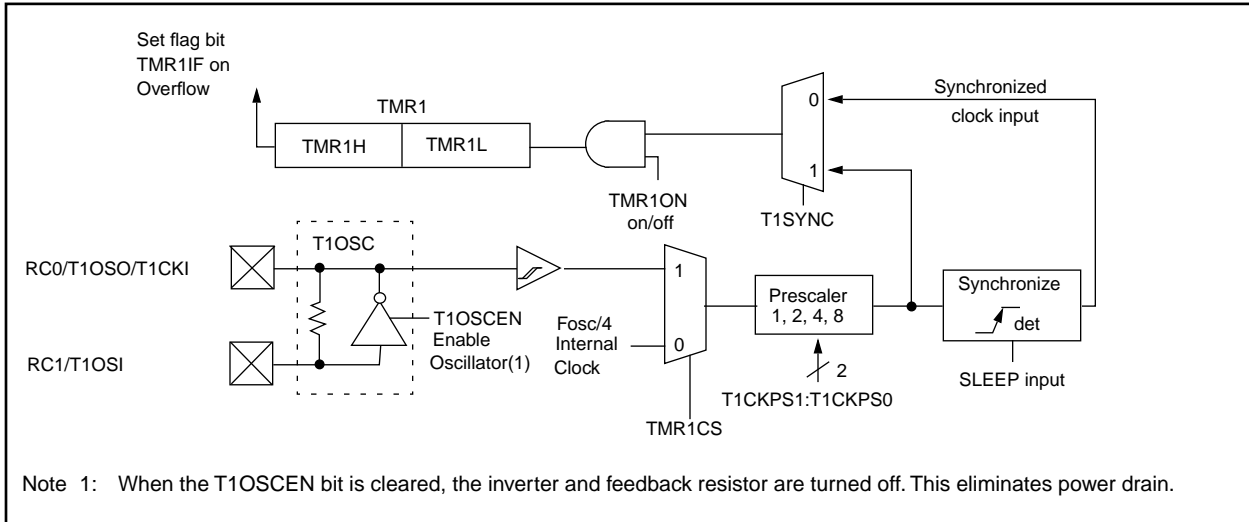 Set flag bit
TMR1IF on
Overflow
TMR1
TMR1H
TMR1L
TMR1ON
on/off
0
1
T1SYNC
Synchronized
clock input
RC0/T1OSO/T1CKI
RC1/T1OSI
T1OSC
T1OSCEN
Enable
Oscillator(1)
Fosc/4
Internal
Clock
1
0
TMR1CS
Prescaler
1, 2, 4, 8
2
T1CKPS1:T1CKPS0
Synchronize
det
SLEEP input
Note 1: When the T1OSCEN bit is cleared, the inverter and feedback resistor are turned off. This eliminates power drain.